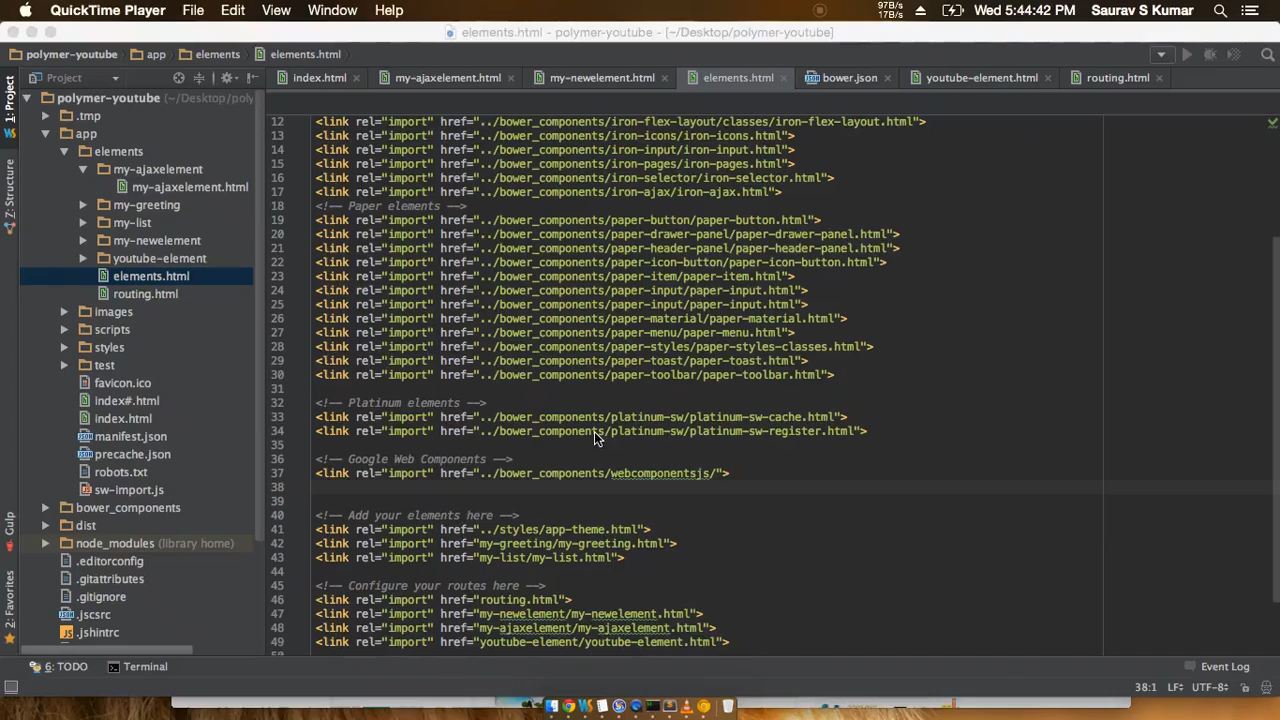 QuickTime Player File Edit View Window Help 97B/s 17B/s Wed 5:44:42 PM Saurav S Kumar
elements.html - polymer-youtube - [~/Desktop/polymer-youtube]
polymer-youtube app elements elements.html
Project index.html my-ajaxelement.html my-newelement.html elements.html bower.json youtube-element.html routing.html
1: Project
Z: Structure
Gulp
2: Favorites
polymer-youtube (~/Desktop/poly
.tmp
app
elements
my-ajaxelement
my-ajaxelement.html
my-greeting
my-list
my-newelement
youtube-element
elements.html
routing.html
images
scripts
styles
test
favicon.ico
index#.html
index.html
manifest.json
precache.json
robots.txt
sw-import.js
bower_components
dist
node_modules (library home)
.editorconfig
.gitattributes
.gitignore
.jscsrc
.jshintrc
12 <link rel="import" href="../bower_components/iron-flex-layout/classes/iron-flex-layout.html">
13 <link rel="import" href="../bower_components/iron-icons/iron-icons.html">
14 <link rel="import" href="../bower_components/iron-input/iron-input.html">
15 <link rel="import" href="../bower_components/iron-pages/iron-pages.html">
16 <link rel="import" href="../bower_components/iron-selector/iron-selector.html">
17 <link rel="import" href="../bower_components/iron-ajax/iron-ajax.html">
18 <!-- Paper elements -->
19 <link rel="import" href="../bower_components/paper-button/paper-button.html">
20 <link rel="import" href="../bower_components/paper-drawer-panel/paper-drawer-panel.html">
21 <link rel="import" href="../bower_components/paper-header-panel/paper-header-panel.html">
22 <link rel="import" href="../bower_components/paper-icon-button/paper-icon-button.html">
23 <link rel="import" href="../bower_components/paper-item/paper-item.html">
24 <link rel="import" href="../bower_components/paper-input/paper-input.html">
25 <link rel="import" href="../bower_components/paper-input/paper-input.html">
26 <link rel="import" href="../bower_components/paper-material/paper-material.html">
27 <link rel="import" href="../bower_components/paper-menu/paper-menu.html">
28 <link rel="import" href="../bower_components/paper-styles/paper-styles-classes.html">
29 <link rel="import" href="../bower_components/paper-toast/paper-toast.html">
30 <link rel="import" href="../bower_components/paper-toolbar/paper-toolbar.html">
31
32 <!-- Platinum elements -->
33 <link rel="import" href="../bower_components/platinum-sw/platinum-sw-cache.html">
34 <link rel="import" href="../bower_components/platinum-sw/platinum-sw-register.html">
35
36 <!-- Google Web Components -->
37 <link rel="import" href="../bower_components/webcomponentsjs/">
38
39
40 <!-- Add your elements here -->
41 <link rel="import" href="../styles/app-theme.html">
42 <link rel="import" href="my-greeting/my-greeting.html">
43 <link rel="import" href="my-list/my-list.html">
44
45 <!-- Configure your routes here -->
46 <link rel="import" href="routing.html">
47 <link rel="import" href="my-newelement/my-newelement.html">
48 <link rel="import" href="my-ajaxelement/my-ajaxelement.html">
49 <link rel="import" href="youtube-element/youtube-element.html">
6: TODO Terminal Event Log
38:1 LF UTF-8